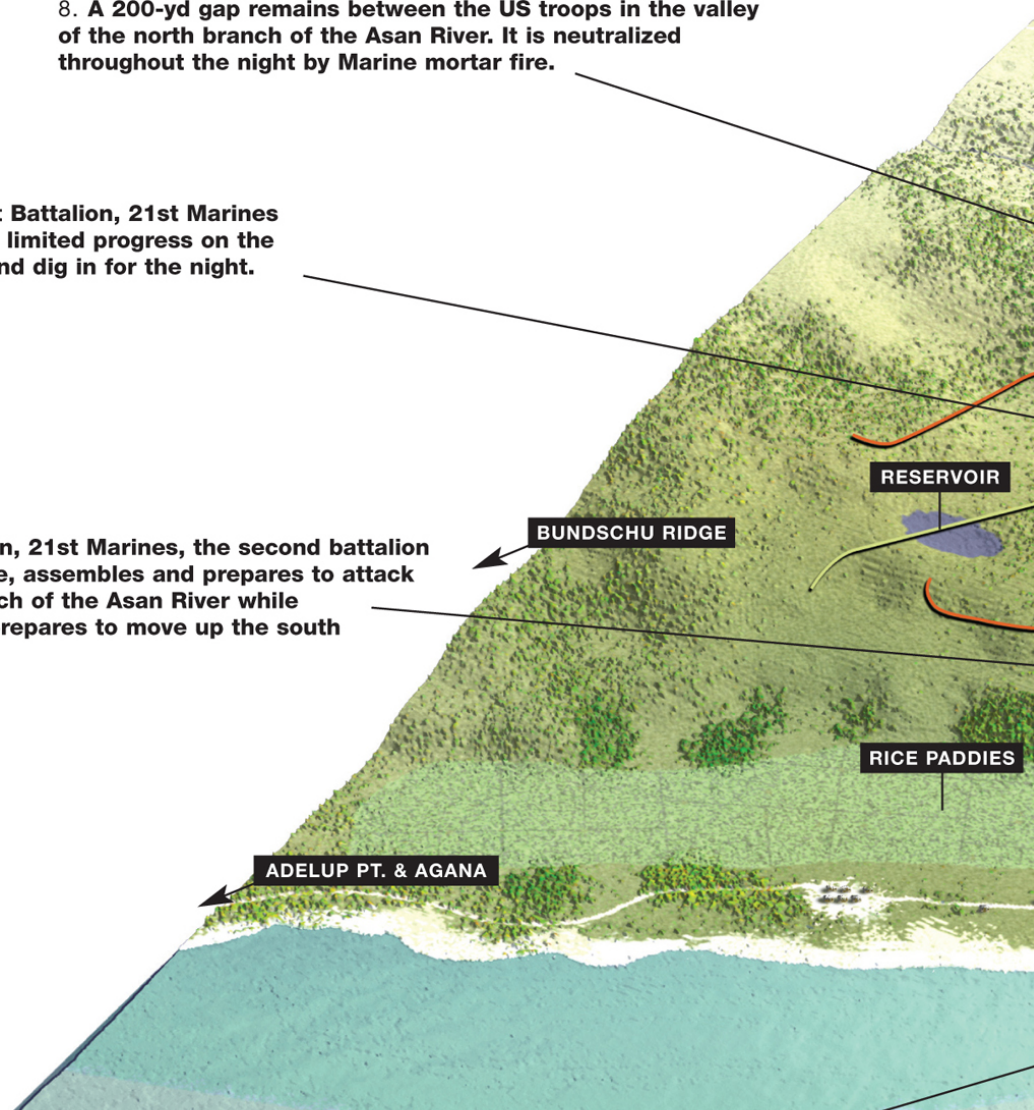 8. A 200-yd gap remains between the US troops in the valley
of the north branch of the Asan River. It is neutralized
throughout the night by Marine mortar fire.
Battalion, 21st Marines
limited progress on the
dig in for the night.
RESERVOIR
BUNDSCHU RIDGE
21st Marines, the second battalion
assembles and prepares to attack
of the Asan River while
to move up the south
RICE PADDIES
ADELUP PT. & AGANA